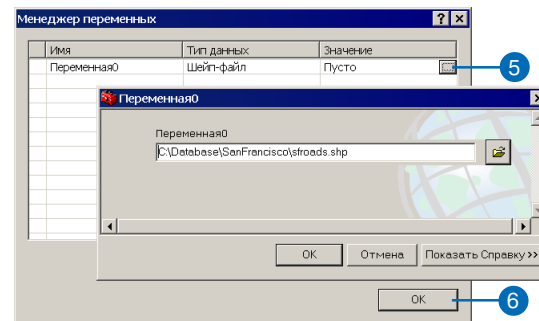 Менеджер переменных
Имя Тип данных Значение
Переменная0 Шейп-файл Пусто
5
Переменная0
Переменная0
C:\Database\SanFrancisco\sfroads.shp
OK Отмена Показать Справку >>
OK
6